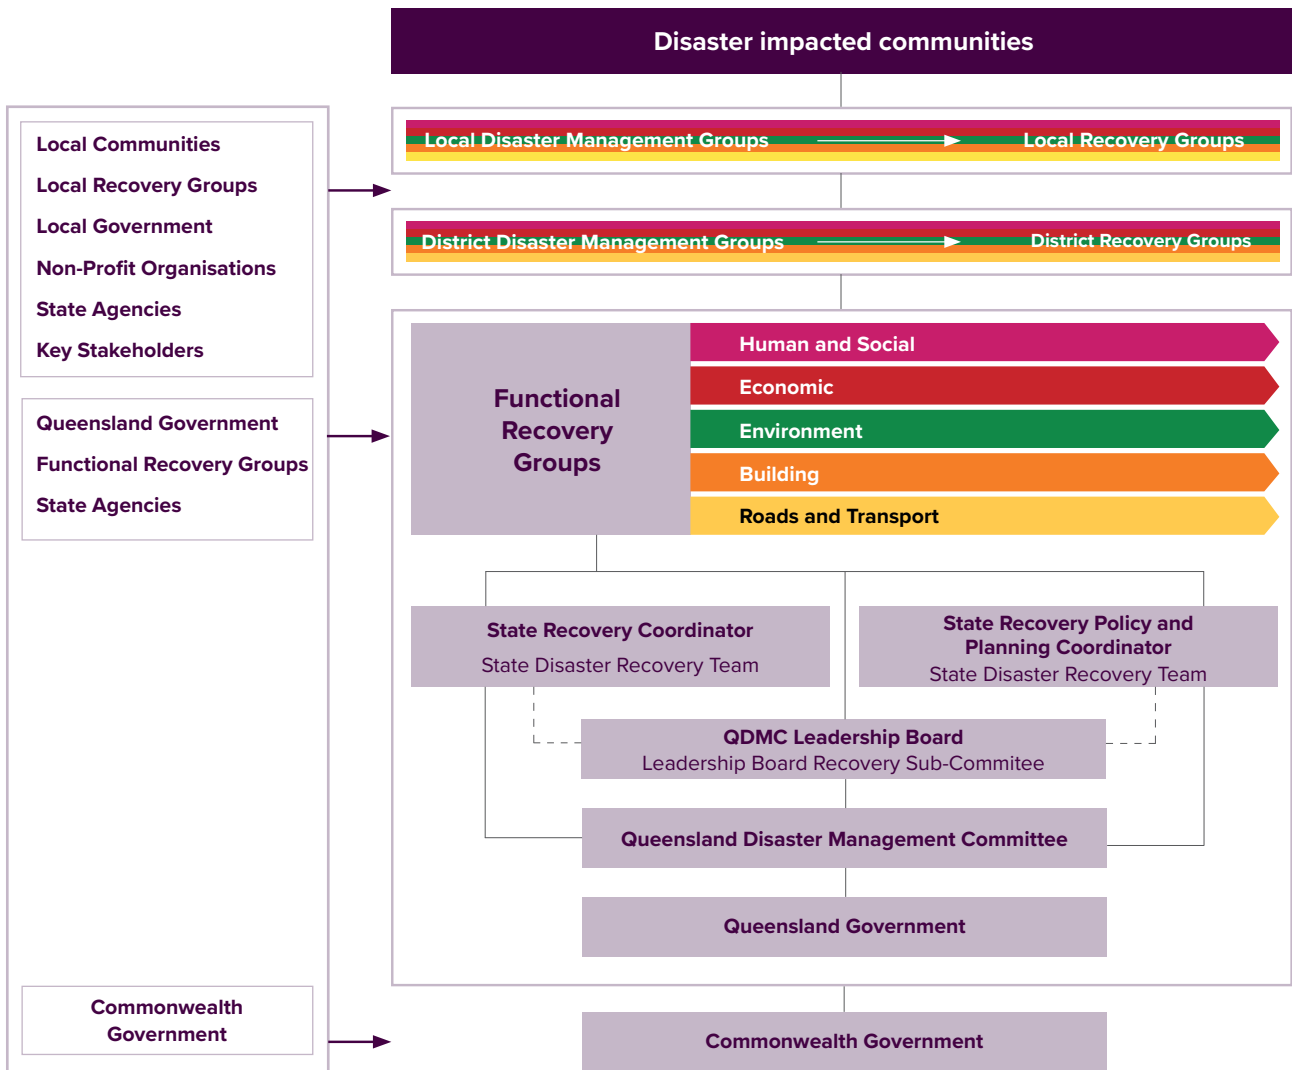 Disaster impacted communities
Local Communities
Local Recovery Groups
Local Government
Non-Profit Organisations
State Agencies
Key Stakeholders
Queensland Government
Functional Recovery Groups
State Agencies
Commonwealth
Government
Local Disaster Management Groups
Local Recovery Groups
District Disaster Management Groups
District Recovery Groups
Functional
Recovery
Groups
Human and Social
Economic
Environment
Building
Roads and Transport
State Recovery Coordinator
State Disaster Recovery Team
State Recovery Policy and
Planning Coordinator
State Disaster Recovery Team
QDMC Leadership Board
Leadership Board Recovery Sub-Commitee
Queensland Disaster Management Committee
Queensland Government
Commonwealth Government